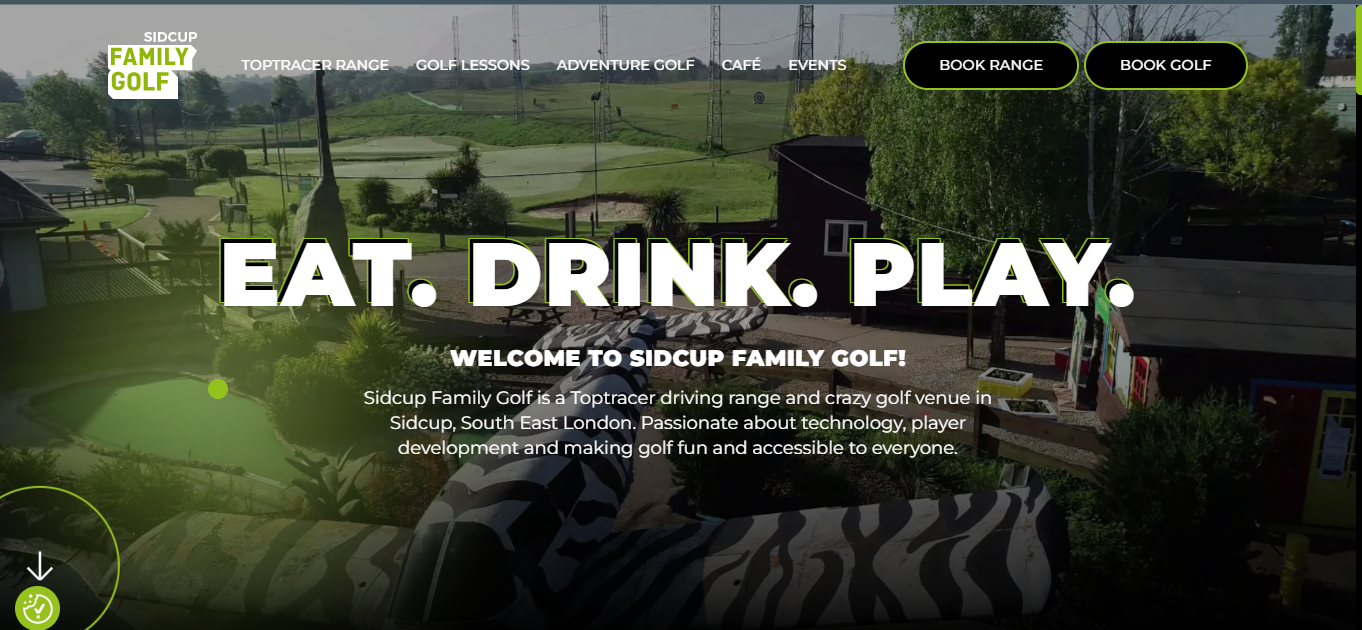 SIDCUP
FAMILY
GOLF
TOPTRACER RANGE
GOLF LESSONS
ADVENTURE GOLF
CAFÉ
EVENTS
BOOK RANGE
BOOK GOLF
EAT. DRINK. PLAY.
WELCOME TO SIDCUP FAMILY GOLF!
Sidcup Family Golf is a Toptracer driving range and crazy golf venue in
Sidcup, South East London. Passionate about technology, player
development and making golf fun and accessible to everyone.